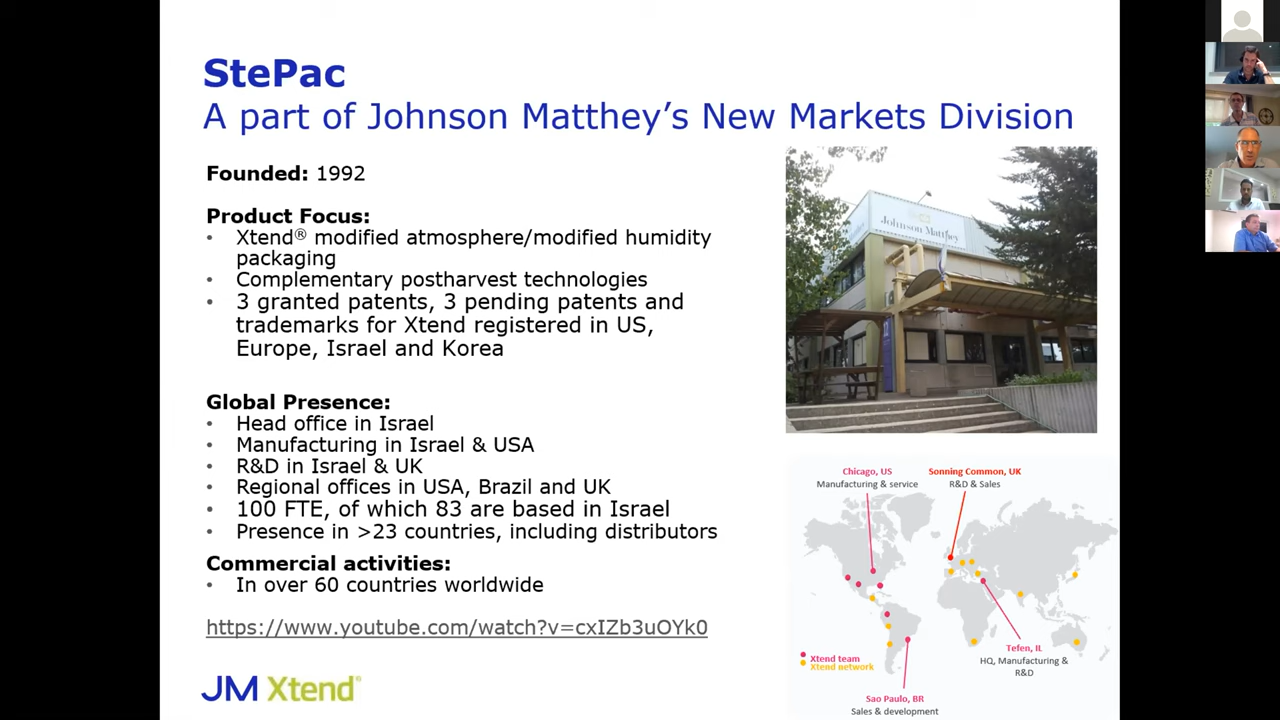 StePac
A part of Johnson Matthey's New Markets Division
Founded: 1992
Product Focus:
• Xtend® modified atmosphere/modified humidity
packaging
• Complementary postharvest technologies
• 3 granted patents, 3 pending patents and
trademarks for Xtend registered in US,
Europe, Israel and Korea
Global Presence:
• Head office in Israel
• Manufacturing in Israel & USA
• R&D in Israel & UK
• Regional offices in USA, Brazil and UK
• 100 FTE, of which 83 are based in Israel
• Presence in >23 countries, including distributors
Commercial activities:
• In over 60 countries worldwide
https://www.youtube.com/watch?v=cxIZb3uOYk0
JM Xtend®
Johnson Matthey
Chicago, US
Manufacturing & service
Sonning Common, UK
R&D & Sales
Tefen, IL
HQ, Manufacturing &
R&D
Xtend team
Xtend network
Sao Paulo, BR
Sales & development